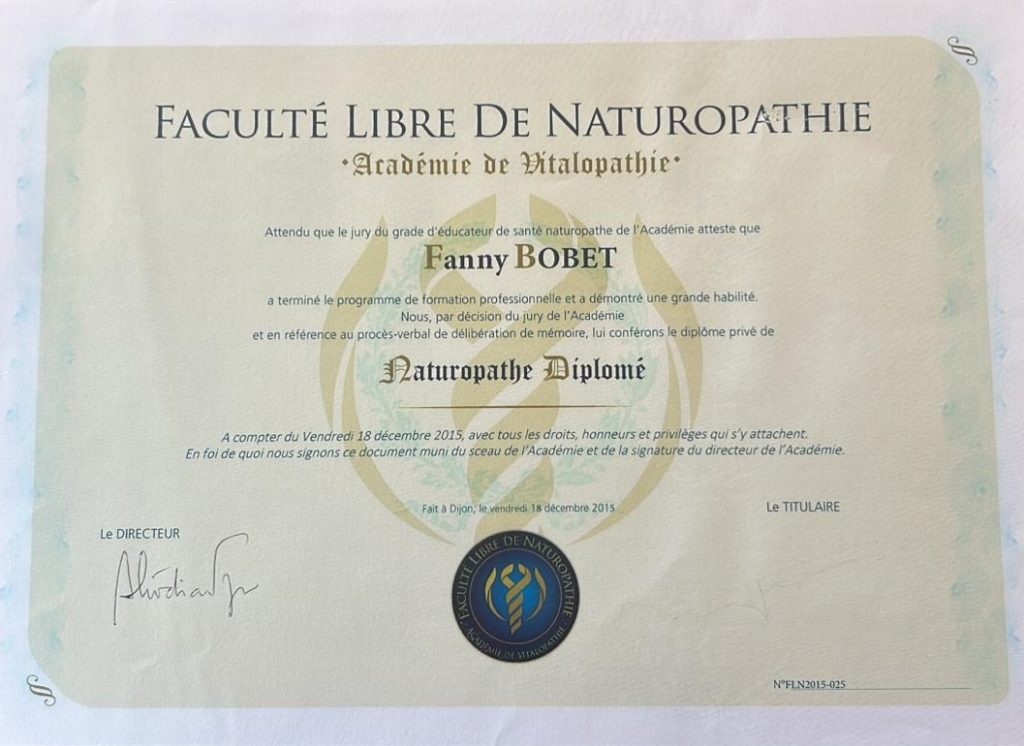 FACULTÉ LIBRE DE NATUROPATHIE
•Académie de Vitalopathie•
Attendu que le jury du grade d'éducateur de santé naturopathe de l'Académie atteste que
Fanny BOBET
a terminé le programme de formation professionnelle et a démontré une grande habilité.
Nous, par décision du jury de l'Académie
et en référence au procès-verbal de délibération de mémoire, lui conférons le diplôme privé de
Naturopathe Diplomé
A compter du Vendredi 18 décembre 2015, avec tous les droits, honneurs et privilèges qui s'y attachent.
En foi de quoi nous signons ce document muni du sceau de l'Académie et de la signature du directeur de l'Académie.
Fait à Dijon, le vendredi 18 décembre 2015
Le TITULAIRE
Le DIRECTEUR
FACULTÉ LIBRE DE NATUROPATHIE
ACADÉMIE DE VITALOPATHIE
N°FLN2015-025